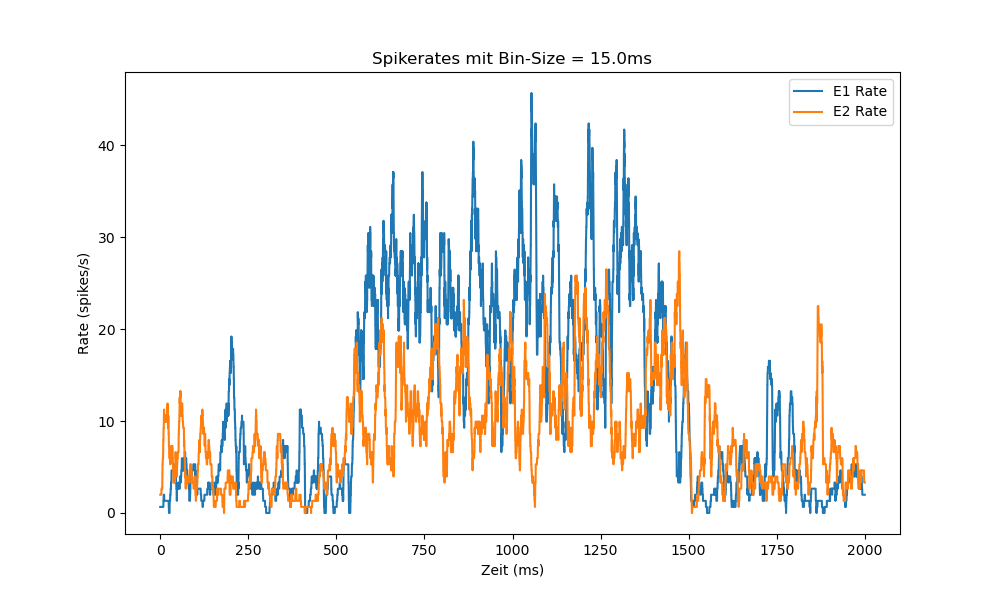 Spikerates mit Bin-Size = 15.0ms
E1 Rate
E2 Rate
Rate (spikes/s)
40
30
20
10
0
0 250 500 750 1000 1250 1500 1750 2000
Zeit (ms)